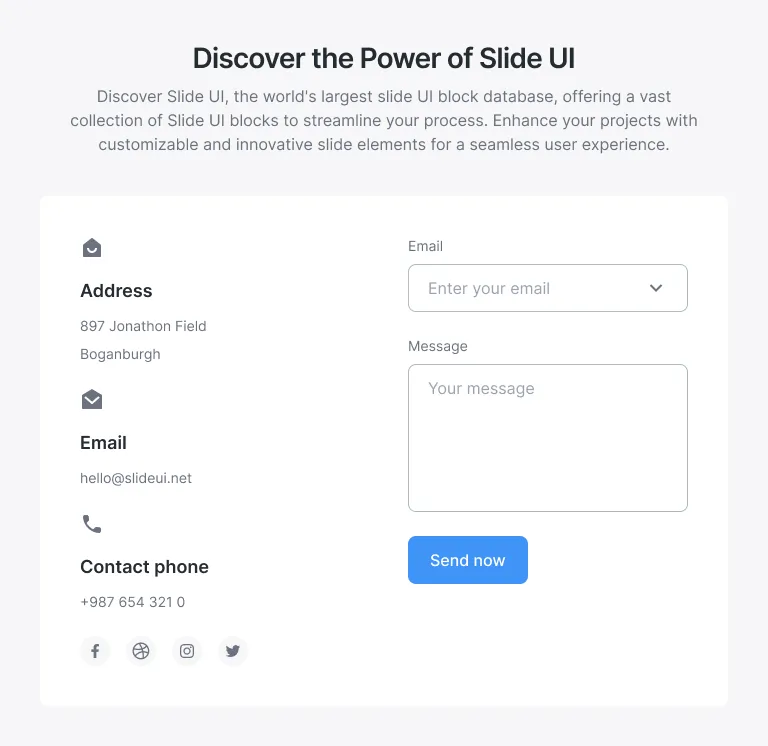 Discover the Power of Slide UI
Discover Slide UI, the world's largest slide UI block database, offering a vast
collection of Slide UI blocks to streamline your process. Enhance your projects with
customizable and innovative slide elements for a seamless user experience.
Address
897 Jonathon Field
Boganburgh
Email
hello@slideui.net
Contact phone
+987 654 321 0
Email
Enter your email
Message
Your message
Send now